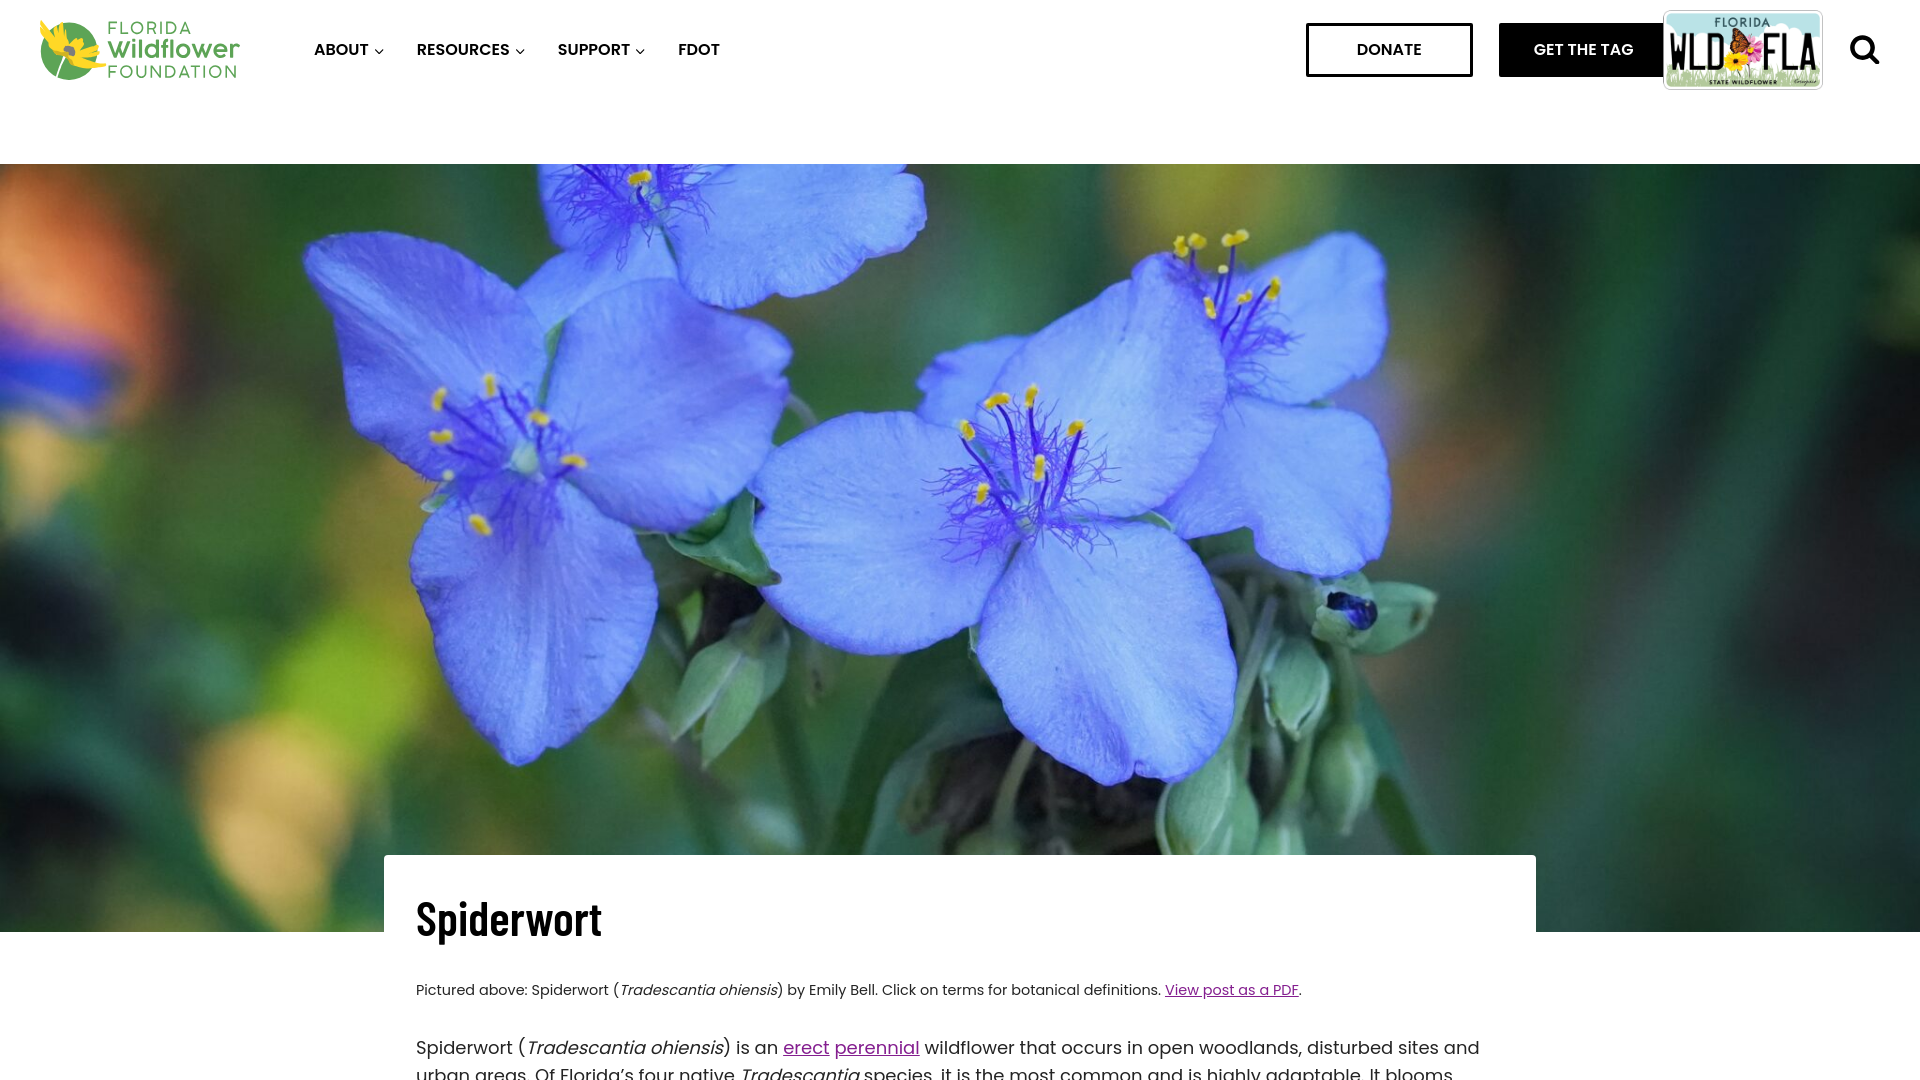 FLORIDA
Wildflower
FOUNDATION
ABOUT
RESOURCES
SUPPORT
FDOT
DONATE
GET THE TAG
FLORIDA
WLD FLA
STATE WILDFLOWER
Spiderwort
Pictured above: Spiderwort (Tradescantia ohiensis) by Emily Bell. Click on terms for botanical definitions. View post as a PDF.
Spiderwort (Tradescantia ohiensis) is an erect perennial wildflower that occurs in open woodlands, disturbed sites and
urban areas. Of Florida’s four native Tradescantia species, it is the most common and is highly adaptable. It blooms